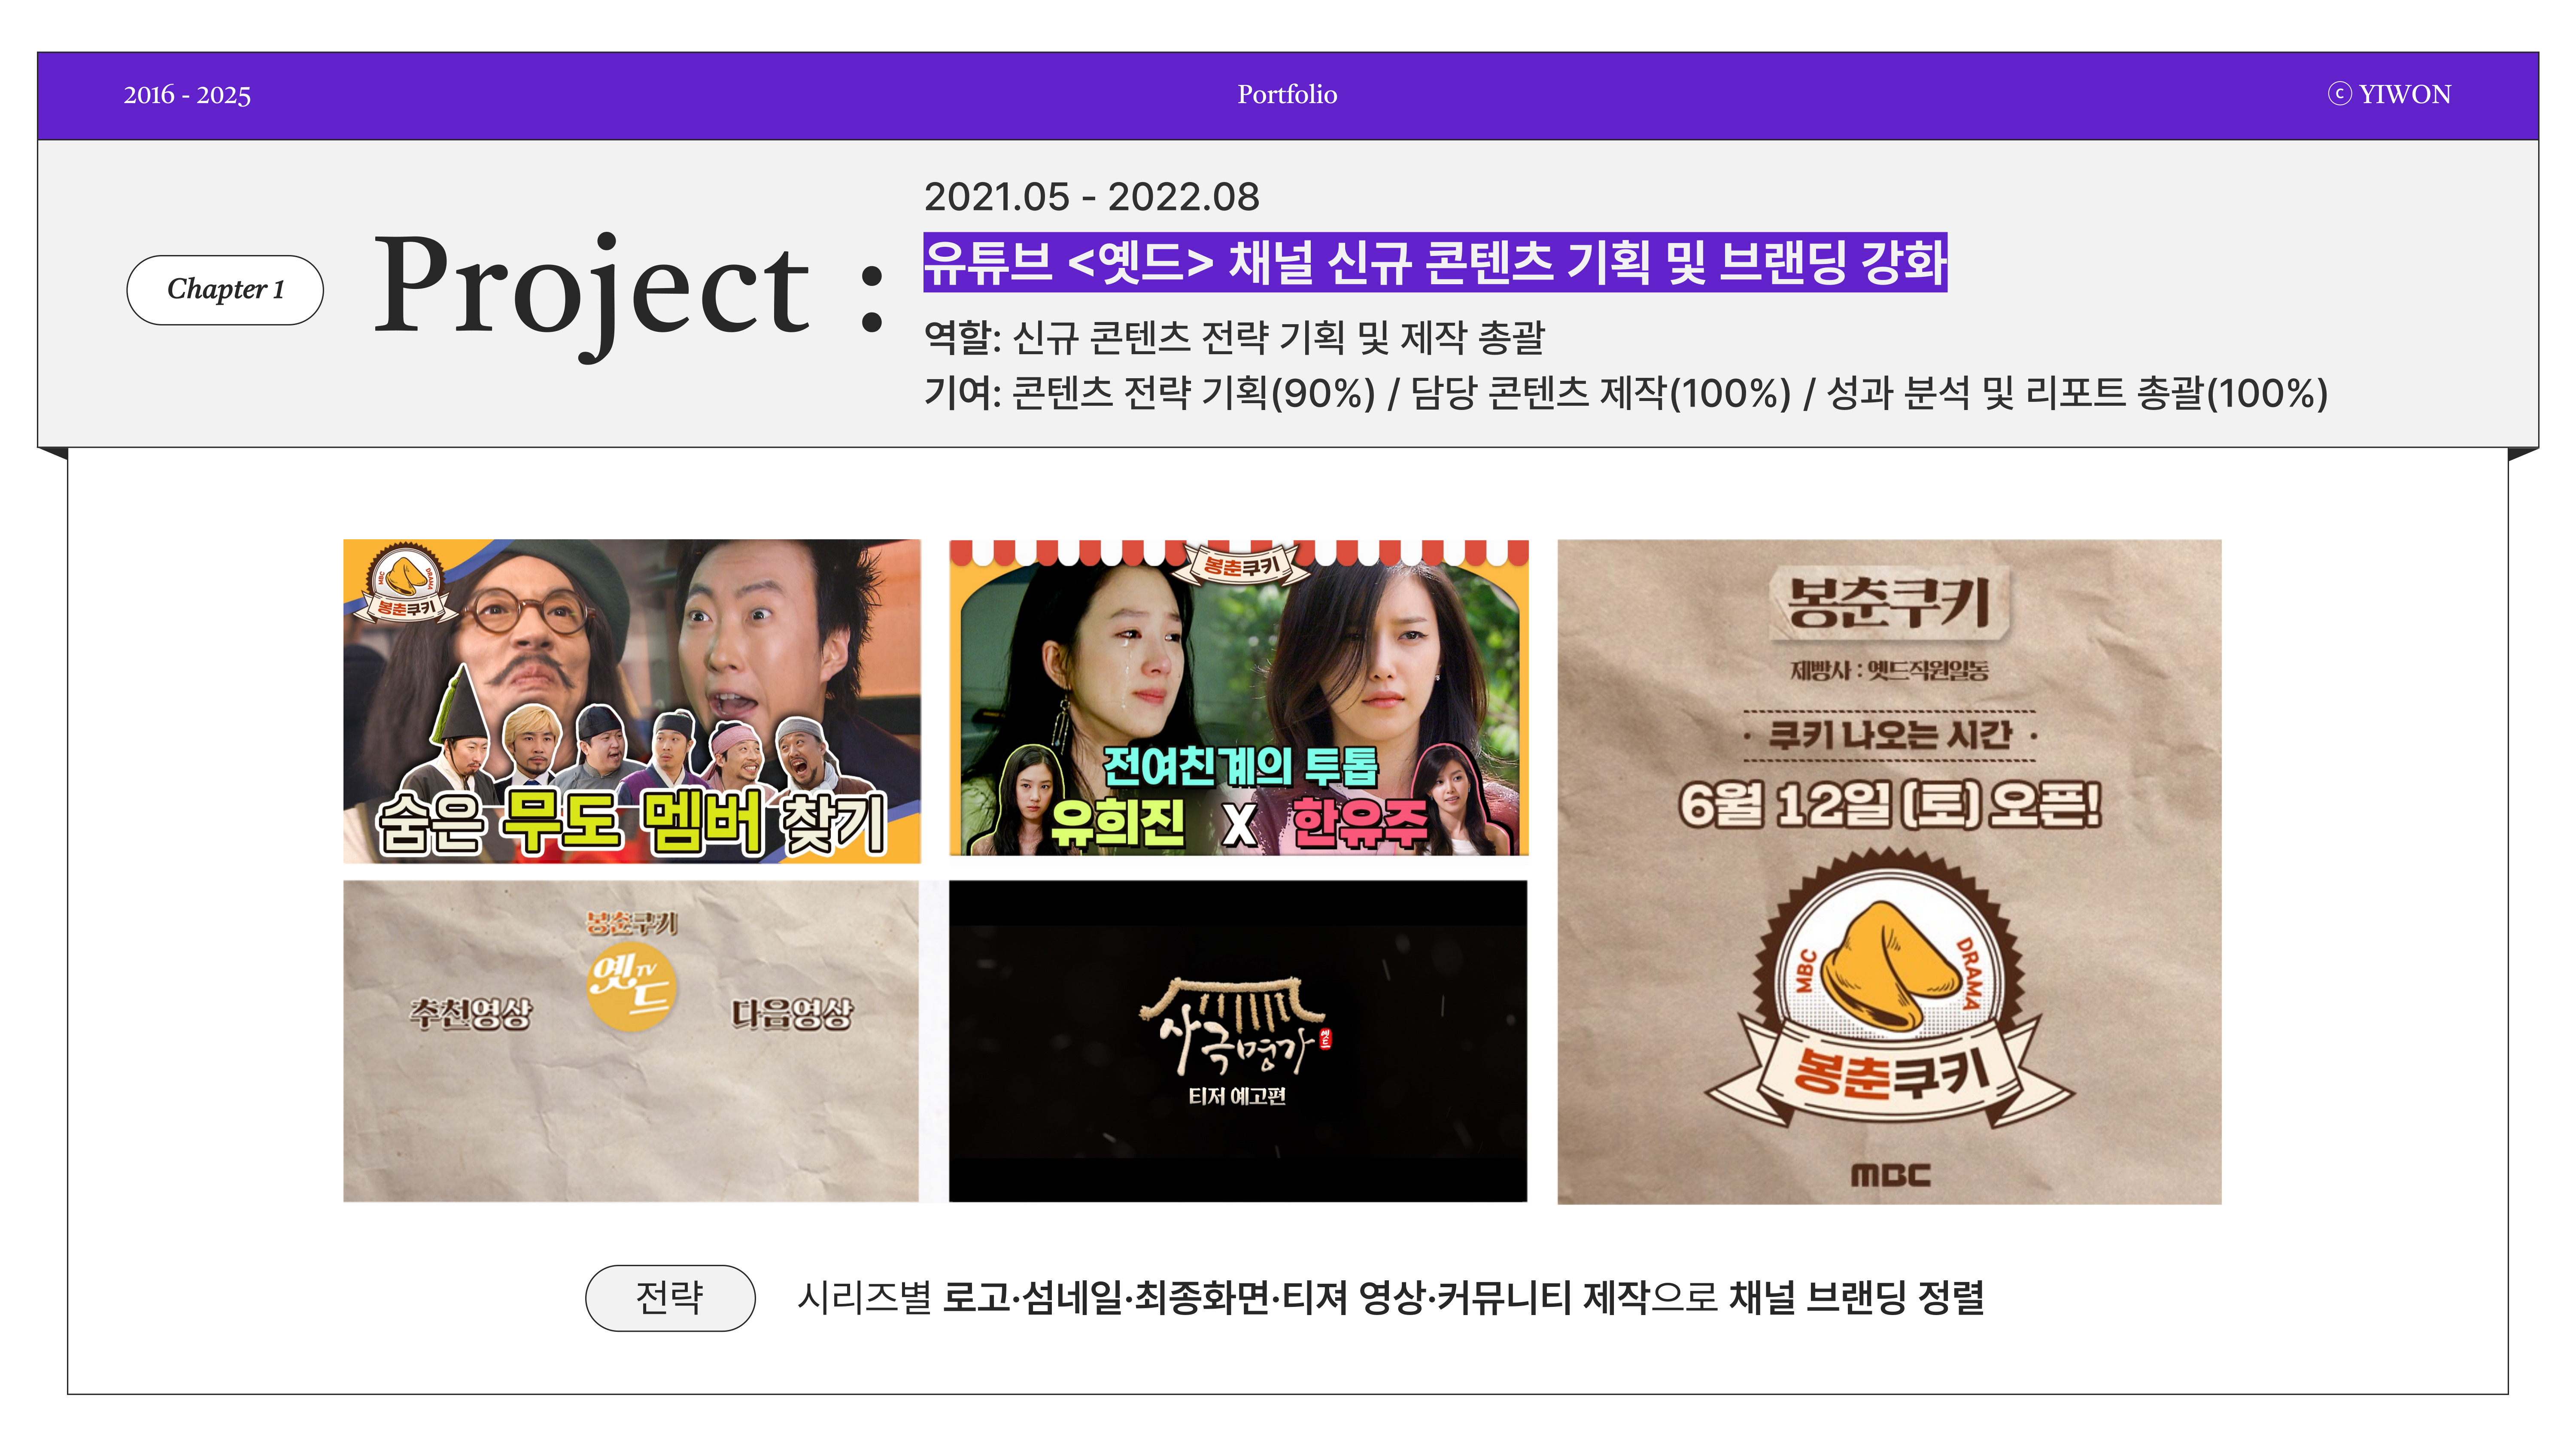 2016 - 2025
Portfolio
ⓒ YIWON
Chapter 1
Project :
2021.05 - 2022.08
유튜브 <옛드> 채널 신규 콘텐츠 기획 및 브랜딩 강화
역할: 신규 콘텐츠 전략 기획 및 제작 총괄
기여: 콘텐츠 전략 기획(90%) / 담당 콘텐츠 제작(100%) / 성과 분석 및 리포트 총괄(100%)
MBC DRAMA
봉춘쿠키
숨은 무도 멤버 찾기
봉춘쿠키
전여친계의 투톱
유희진 X 한유주
봉춘쿠키
제빵사 : 옛드직원일동
· 쿠키 나오는 시간 ·
6월 12일 (토) 오픈!
MBC DRAMA
봉춘쿠키
MBC
봉춘쿠키
옛드 TV
추천영상
다음영상
사극명가
옛드
티저 예고편
전략
시리즈별 로고·섬네일·최종화면·티져 영상·커뮤니티 제작으로 채널 브랜딩 정렬